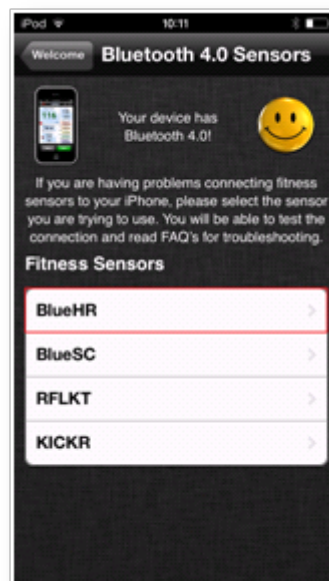 iPod
10:11
Welcome
Bluetooth 4.0 Sensors
Your device has
Bluetooth 4.0!
If you are having problems connecting fitness
sensors to your iPhone, please select the sensor
you are trying to use. You will be able to test the
connection and read FAQ's for troubleshooting.
Fitness Sensors
BlueHR
BlueSC
RFLKT
KICKR